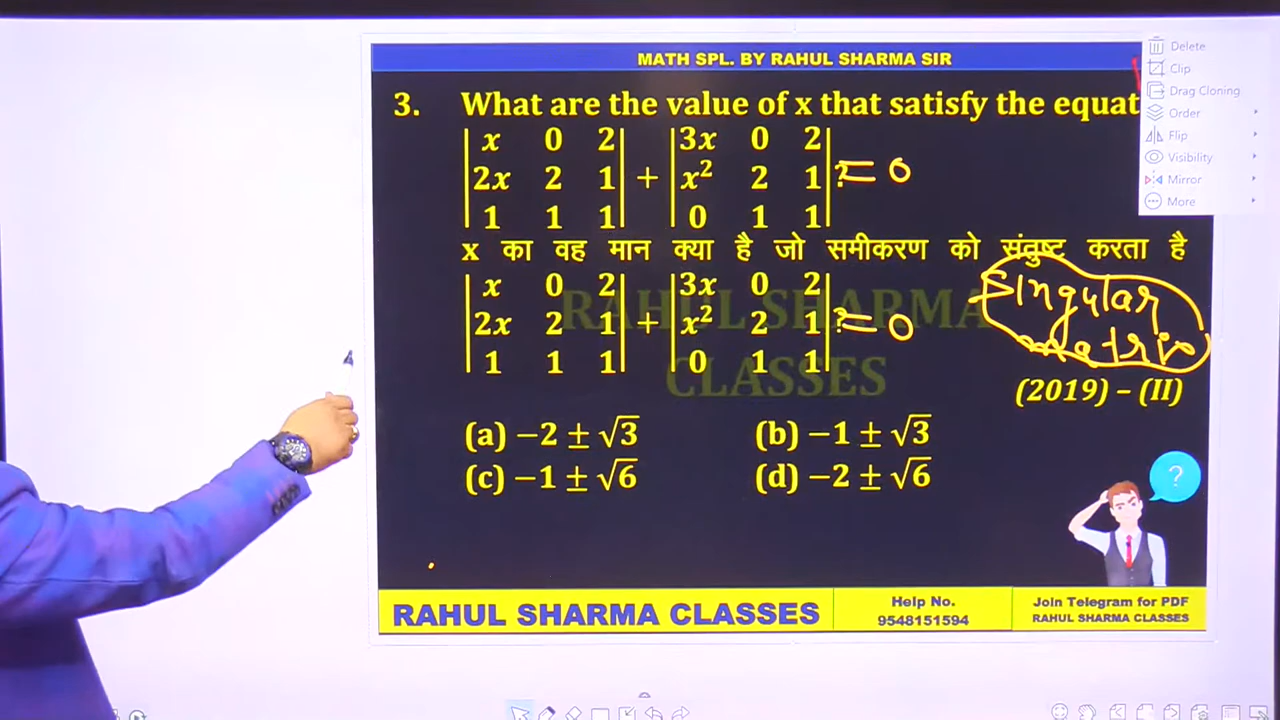 MATH SPL. BY RAHUL SHARMA SIR
3. What are the value of x that satisfy the equat
|x 0 2| |3x 0 2|
|2x 2 1| + |x² 2 1| ? = 0
|1 1 1| |0 1 1|
x का वह मान क्या है जो समीकरण को संतुष्ट करता है
|x 0 2| |3x 0 2|
|2x 2 1| + |x² 2 1| ? = 0
|1 1 1| |0 1 1|
Singular
(2019) – (II)
(a) −2 ± √3 (b) −1 ± √3
(c) −1 ± √6 (d) −2 ± √6
RAHUL SHARMA
CLASSES
?
RAHUL SHARMA CLASSES
Help No.
9548151594
Join Telegram for PDF
RAHUL SHARMA CLASSES
Delete
Clip
Drag Cloning
Order
Flip
Visibility
Mirror
More